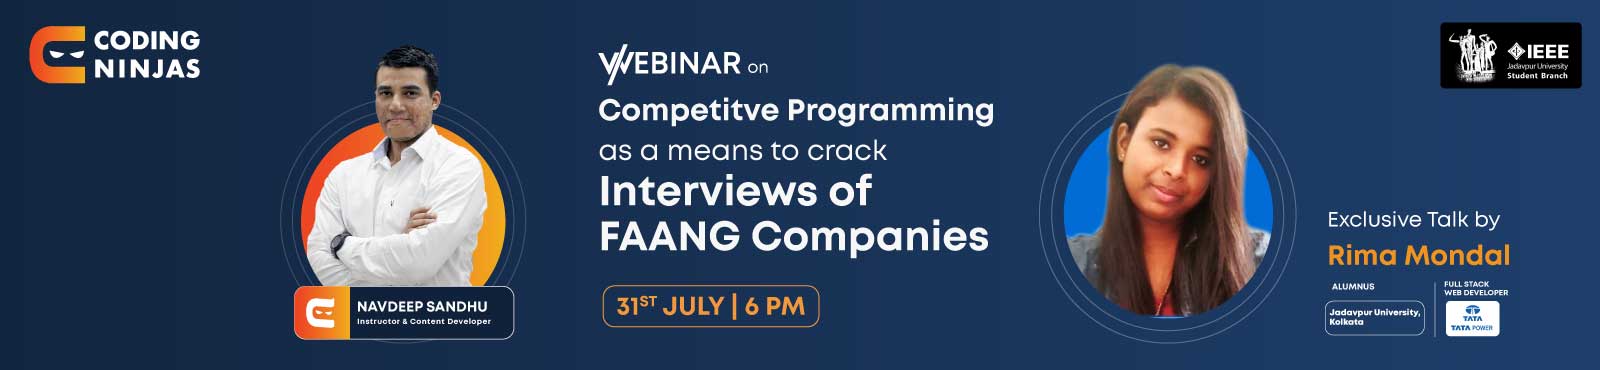 CODING
NINJAS
NAVDEEP SANDHU
Instructor & Content Developer
WEBINAR on
Competitve Programming
as a means to crack
Interviews of
FAANG Companies
31ST JULY | 6 PM
IEEE
Jadavpur University
Student Branch
Exclusive Talk by
Rima Mondal
ALUMNUS
Jadavpur University,
Kolkata
FULL STACK
WEB DEVELOPER
TATA
TATA POWER